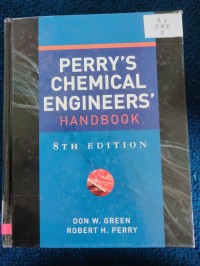 PERRY'S
CHEMICAL
ENGINEERS'
HANDBOOK
8TH EDITION
DON W. GREEN
ROBERT H. PERRY